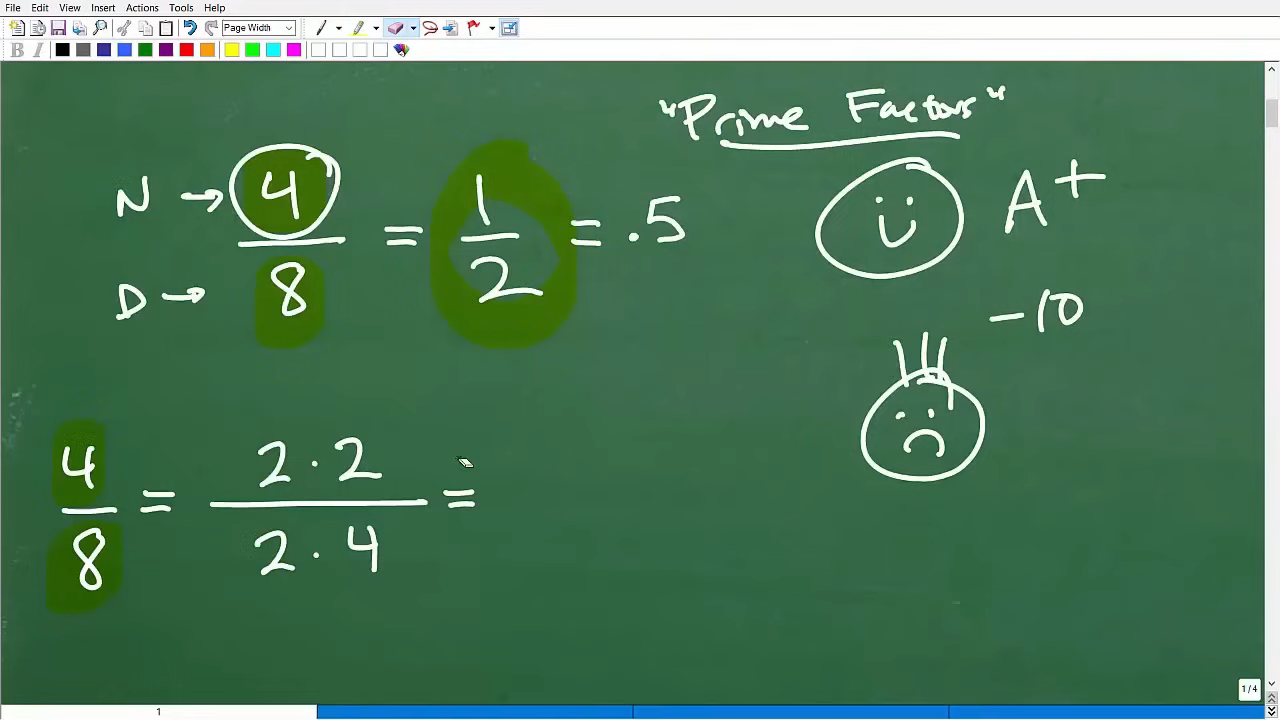 File Edit View Insert Actions Tools Help
Page Width
B I
"Prime Factors"
N → 4/8 = 1/2 = .5
D →
A+
-10
4/8 = 2·2/2·4 =
1/4
1